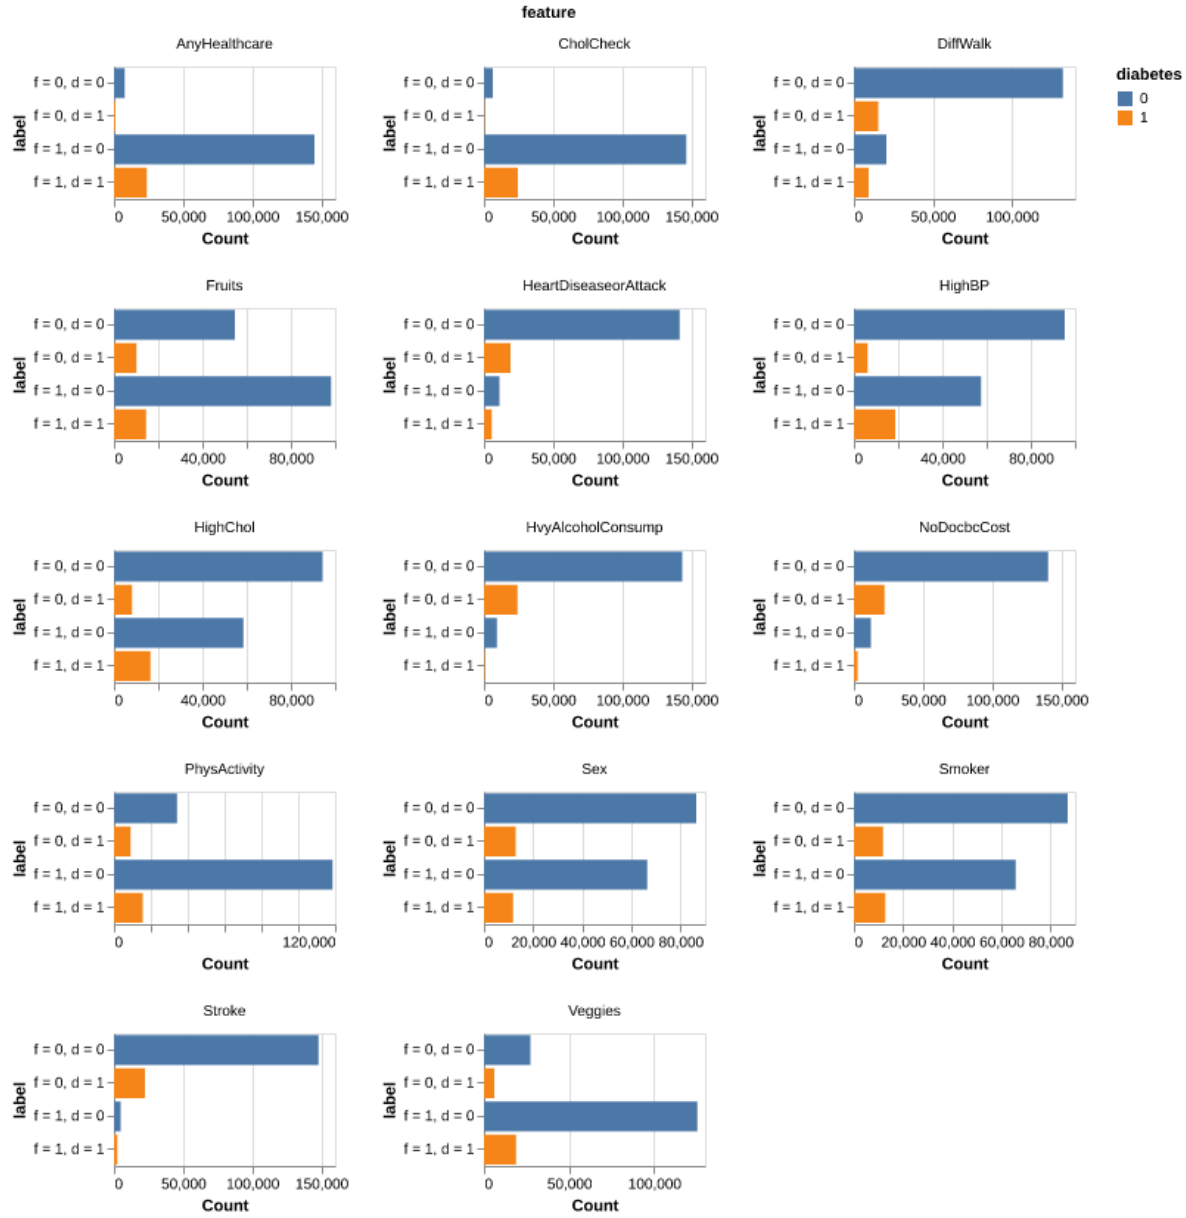 feature
AnyHealthcare
label
f = 0, d = 0
f = 0, d = 1
f = 1, d = 0
f = 1, d = 1
0 50,000 100,000 150,000
Count
CholCheck
label
f = 0, d = 0
f = 0, d = 1
f = 1, d = 0
f = 1, d = 1
0 50,000 100,000 150,000
Count
DiffWalk
label
f = 0, d = 0
f = 0, d = 1
f = 1, d = 0
f = 1, d = 1
0 50,000 100,000
Count
diabetes
0
1
Fruits
label
f = 0, d = 0
f = 0, d = 1
f = 1, d = 0
f = 1, d = 1
0 40,000 80,000
Count
HeartDiseaseorAttack
label
f = 0, d = 0
f = 0, d = 1
f = 1, d = 0
f = 1, d = 1
0 50,000 100,000 150,000
Count
HighBP
label
f = 0, d = 0
f = 0, d = 1
f = 1, d = 0
f = 1, d = 1
0 40,000 80,000
Count
HighChol
label
f = 0, d = 0
f = 0, d = 1
f = 1, d = 0
f = 1, d = 1
0 40,000 80,000
Count
HvyAlcoholConsump
label
f = 0, d = 0
f = 0, d = 1
f = 1, d = 0
f = 1, d = 1
0 50,000 100,000 150,000
Count
NoDocbcCost
label
f = 0, d = 0
f = 0, d = 1
f = 1, d = 0
f = 1, d = 1
0 50,000 100,000 150,000
Count
PhysActivity
label
f = 0, d = 0
f = 0, d = 1
f = 1, d = 0
f = 1, d = 1
0 120,000
Count
Sex
label
f = 0, d = 0
f = 0, d = 1
f = 1, d = 0
f = 1, d = 1
0 20,000 40,000 60,000 80,000
Count
Smoker
label
f = 0, d = 0
f = 0, d = 1
f = 1, d = 0
f = 1, d = 1
0 20,000 40,000 60,000 80,000
Count
Stroke
label
f = 0, d = 0
f = 0, d = 1
f = 1, d = 0
f = 1, d = 1
0 50,000 100,000 150,000
Count
Veggies
label
f = 0, d = 0
f = 0, d = 1
f = 1, d = 0
f = 1, d = 1
0 50,000 100,000
Count